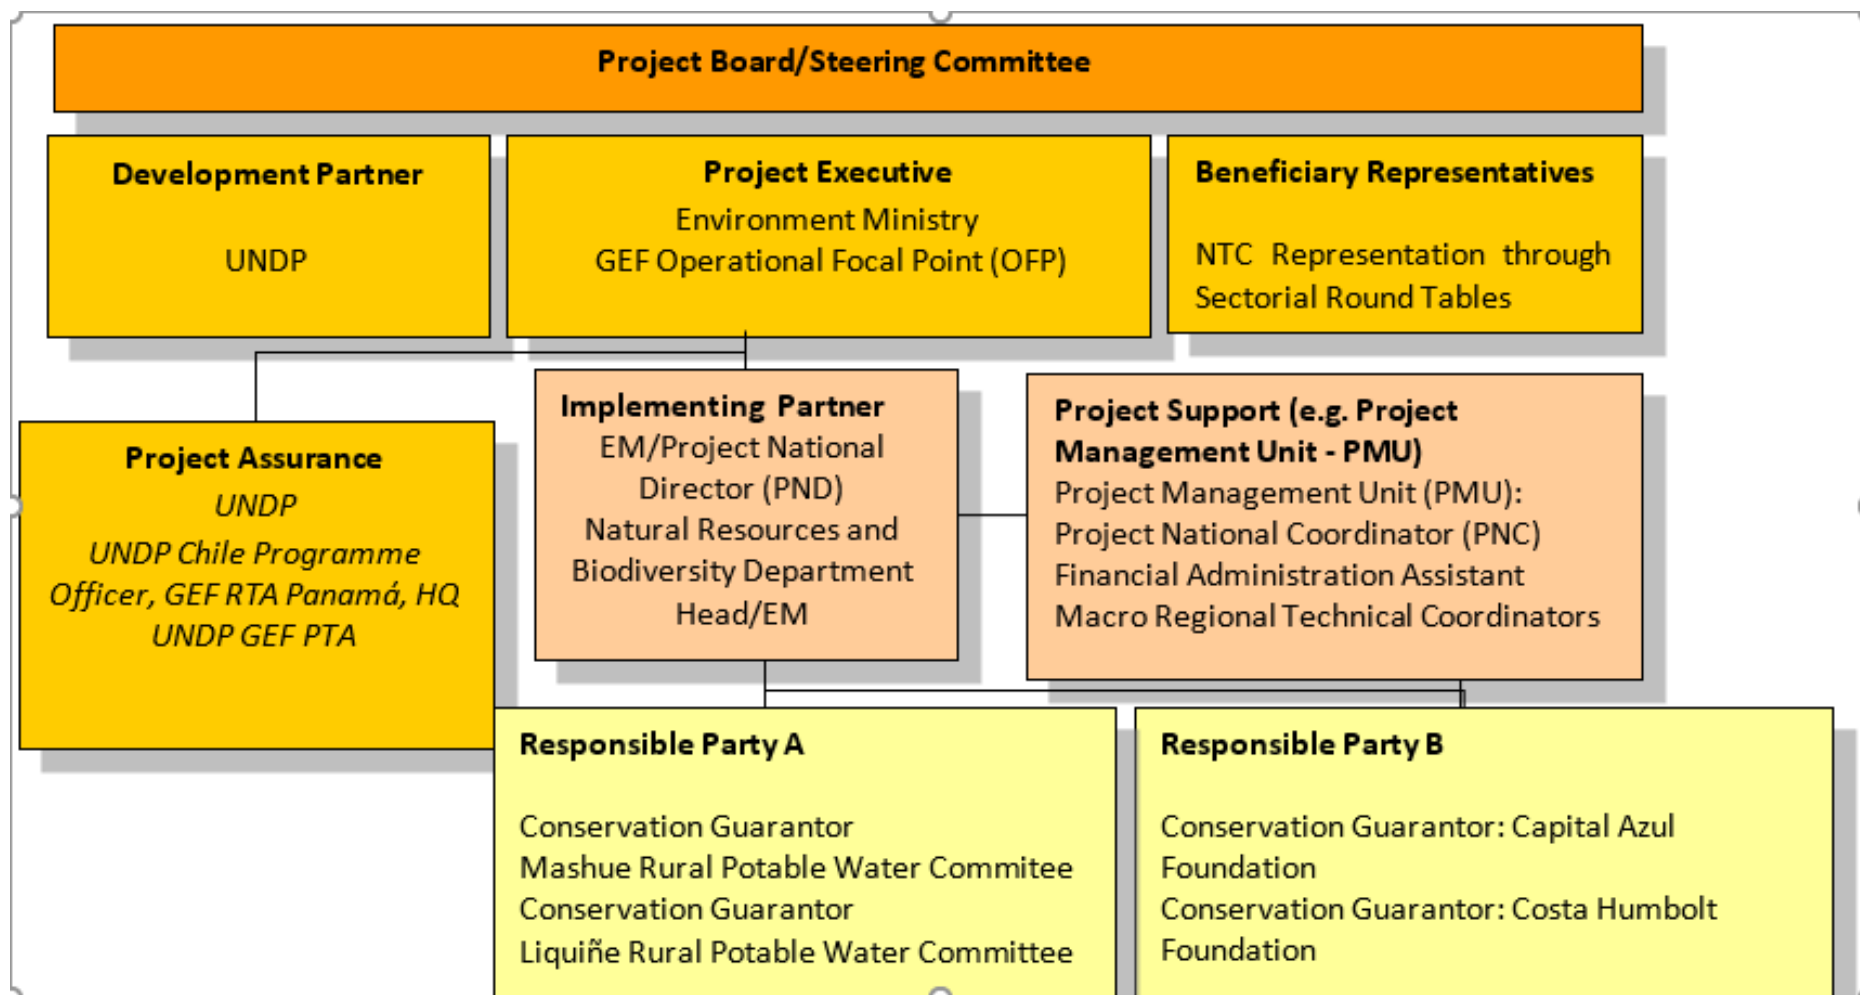 Project Board/Steering Committee
Development Partner
UNDP
Project Executive
Environment Ministry
GEF Operational Focal Point (OFP)
Beneficiary Representatives
NTC Representation through
Sectorial Round Tables
Project Assurance
UNDP
UNDP Chile Programme
Officer, GEF RTA Panamá, HQ
UNDP GEF PTA
Implementing Partner
EM/Project National
Director (PND)
Natural Resources and
Biodiversity Department
Head/EM
Project Support (e.g. Project
Management Unit - PMU)
Project Management Unit (PMU):
Project National Coordinator (PNC)
Financial Administration Assistant
Macro Regional Technical Coordinators
Responsible Party A
Conservation Guarantor
Mashue Rural Potable Water Commitee
Conservation Guarantor
Liquiñe Rural Potable Water Committee
Responsible Party B
Conservation Guarantor: Capital Azul
Foundation
Conservation Guarantor: Costa Humbolt
Foundation